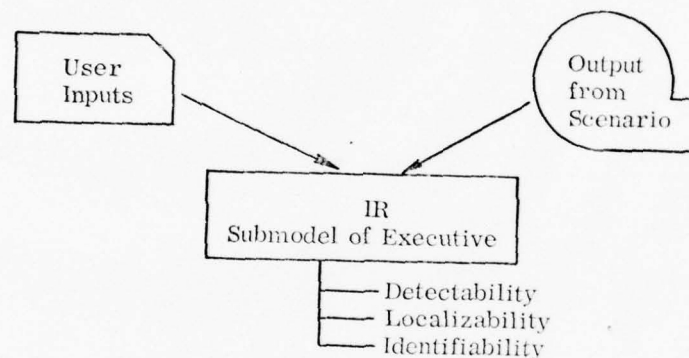 User
Inputs
Output
from
Scenario
IR
Submodel of Executive
Detectability
Localizability
Identifiability